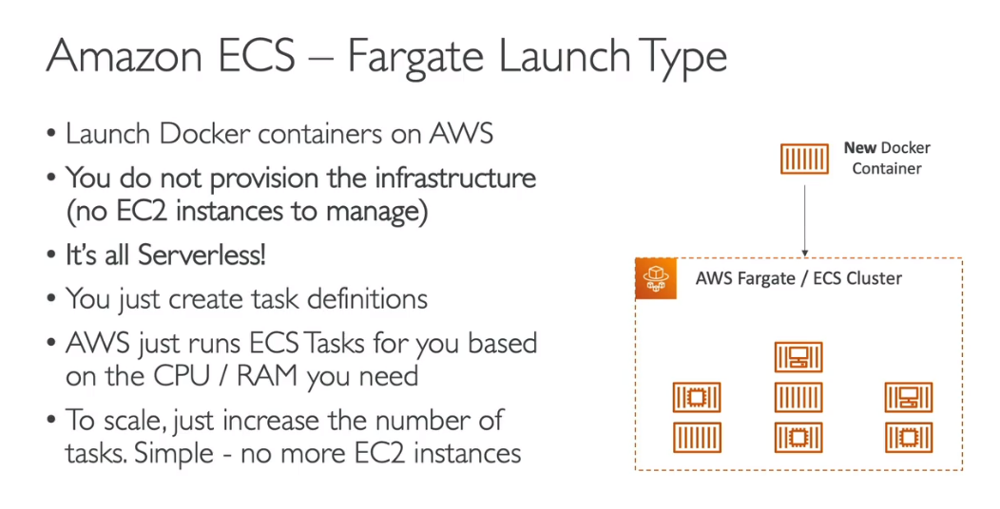 Amazon ECS – Fargate Launch Type
• Launch Docker containers on AWS
• You do not provision the infrastructure
(no EC2 instances to manage)
• It's all Serverless!
• You just create task definitions
• AWS just runs ECS Tasks for you based
on the CPU / RAM you need
• To scale, just increase the number of
tasks. Simple - no more EC2 instances
New Docker
Container
AWS Fargate / ECS Cluster